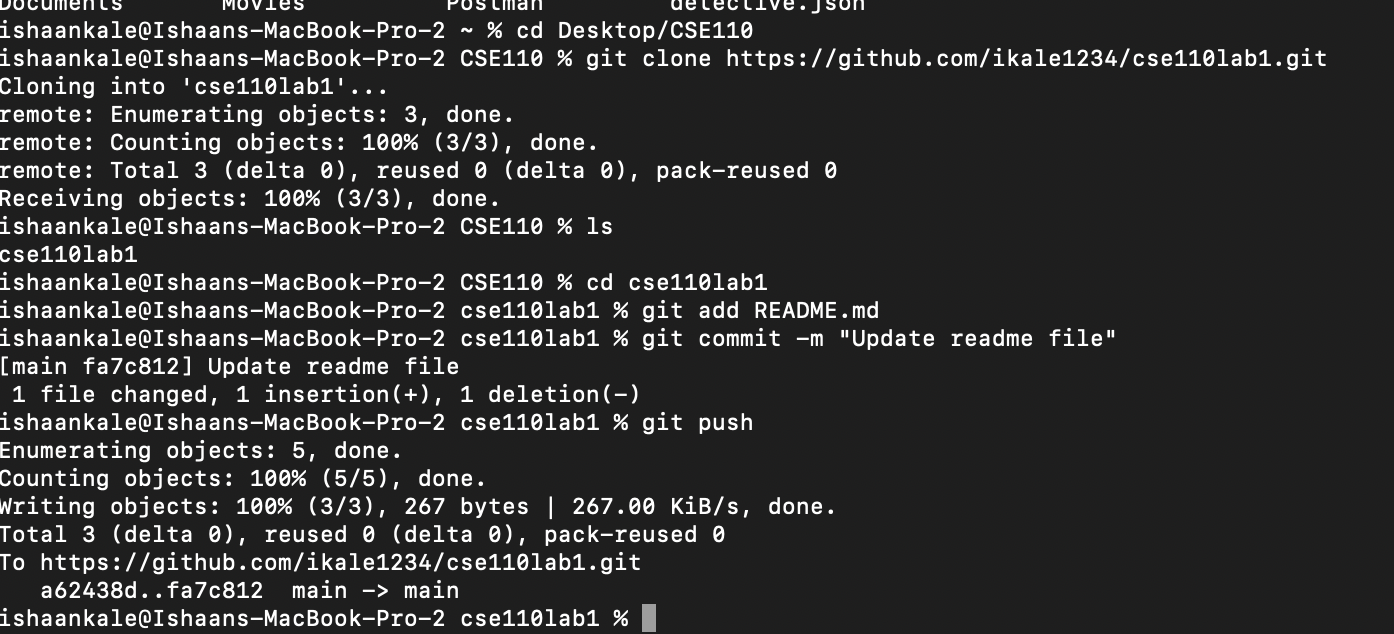 Documents Movies Postman detective.json
ishaankale@Ishaans-MacBook-Pro-2 ~ % cd Desktop/CSE110
ishaankale@Ishaans-MacBook-Pro-2 CSE110 % git clone https://github.com/ikale1234/cse110lab1.git
Cloning into 'cse110lab1'...
remote: Enumerating objects: 3, done.
remote: Counting objects: 100% (3/3), done.
remote: Total 3 (delta 0), reused 0 (delta 0), pack-reused 0
Receiving objects: 100% (3/3), done.
ishaankale@Ishaans-MacBook-Pro-2 CSE110 % ls
cse110lab1
ishaankale@Ishaans-MacBook-Pro-2 CSE110 % cd cse110lab1
ishaankale@Ishaans-MacBook-Pro-2 cse110lab1 % git add README.md
ishaankale@Ishaans-MacBook-Pro-2 cse110lab1 % git commit -m "Update readme file"
[main fa7c812] Update readme file
 1 file changed, 1 insertion(+), 1 deletion(-)
ishaankale@Ishaans-MacBook-Pro-2 cse110lab1 % git push
Enumerating objects: 5, done.
Counting objects: 100% (5/5), done.
Writing objects: 100% (3/3), 267 bytes | 267.00 KiB/s, done.
Total 3 (delta 0), reused 0 (delta 0), pack-reused 0
To https://github.com/ikale1234/cse110lab1.git
   a62438d..fa7c812  main -> main
ishaankale@Ishaans-MacBook-Pro-2 cse110lab1 %